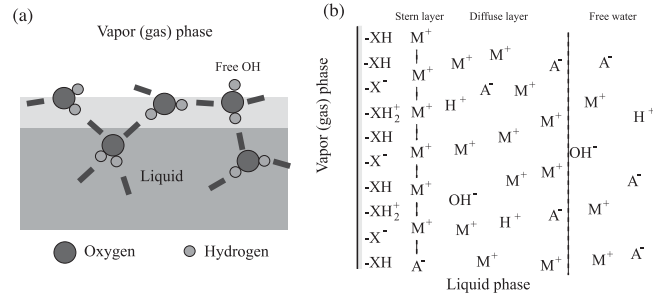 (a)
Vapor (gas) phase
Free OH
Liquid
Oxygen
Hydrogen
(b)
Stern layer Diffuse layer Free water
Vapor (gas) phase
-XH M⁺
M⁺
-XH M⁺ A⁻ A⁻
M⁺
-X⁻ A⁻ M⁺
-XH₂⁺ M⁺ H⁺ M⁺
M⁺ H⁺
-XH M⁺
-X⁻ M⁺ M⁺ OH⁻
M⁺
-XH M⁺ M⁺ A⁻
OH⁻
-XH₂⁺ H⁺ A⁻ M⁺
-X⁻ M⁺ M⁺
-XH A⁻ M⁺ M⁺ M⁺ A⁻
Liquid phase